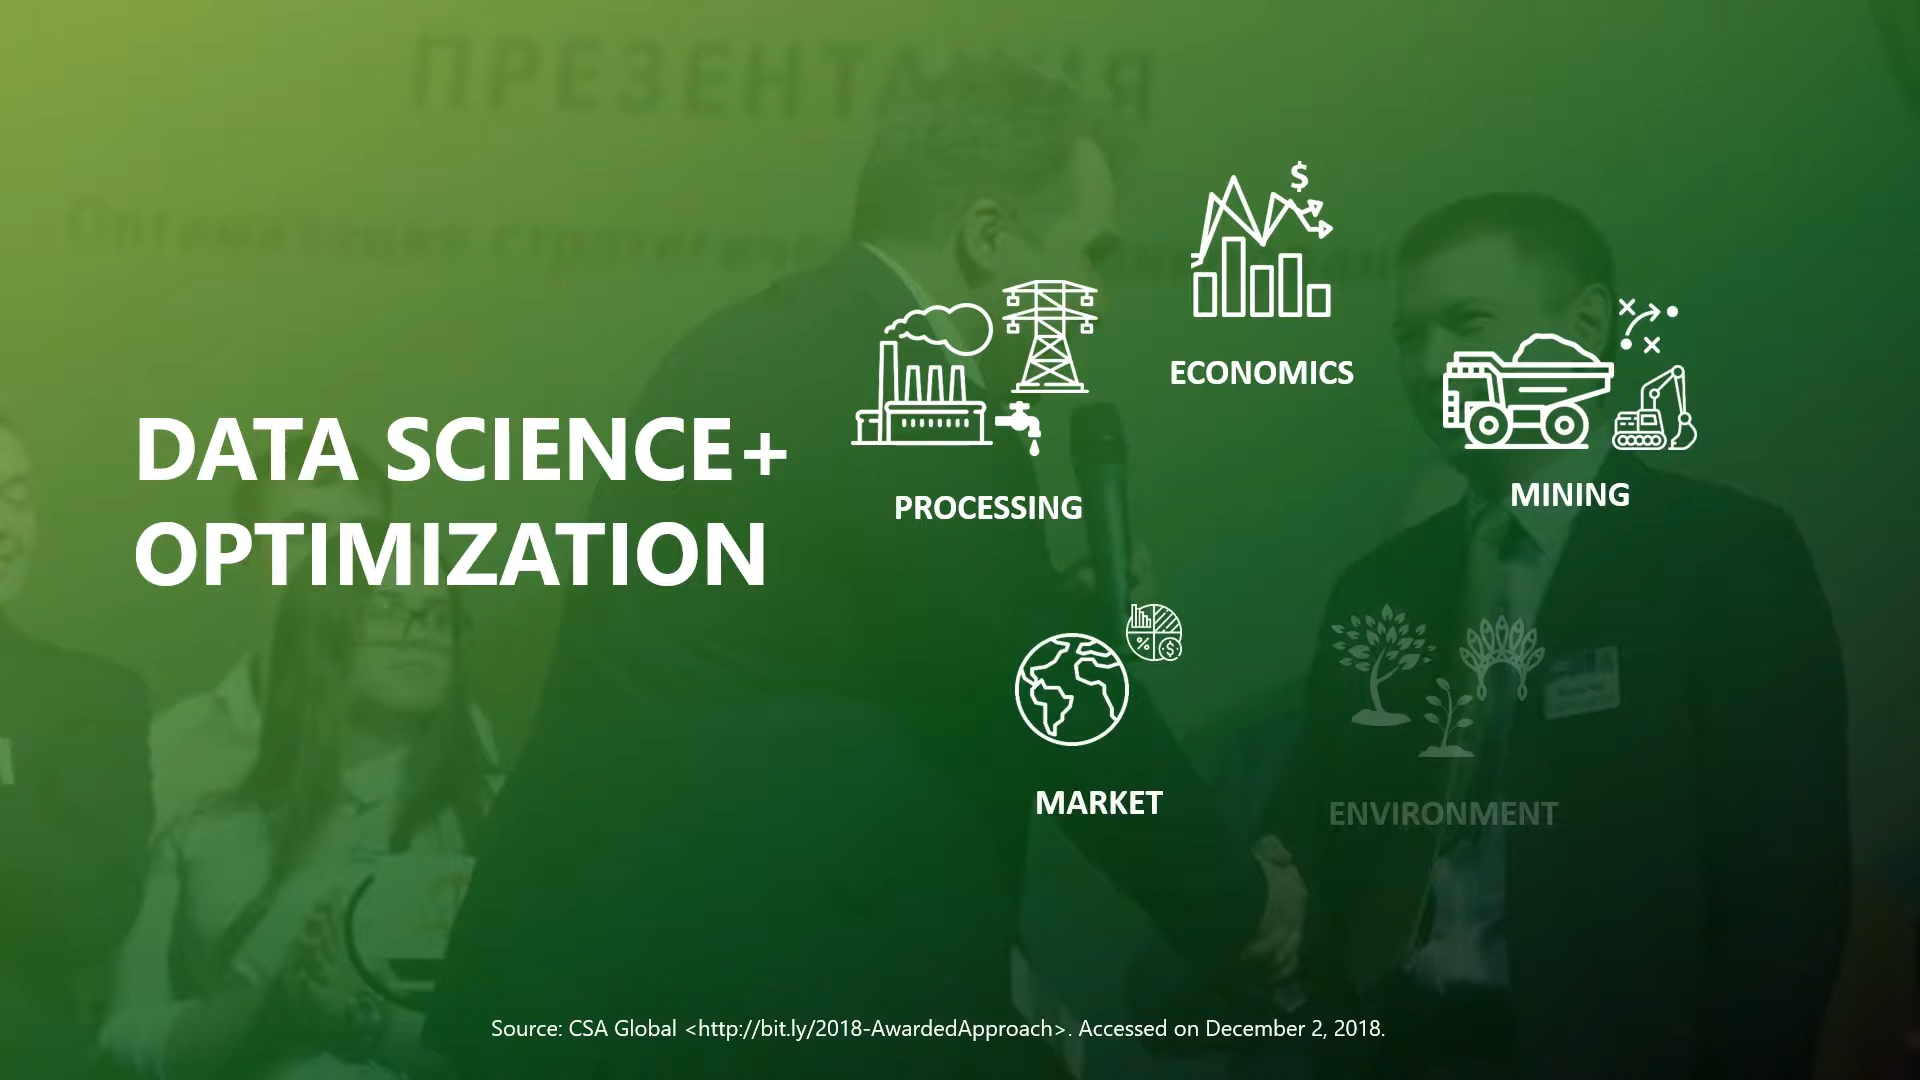 ПРЕЗЕНТАЦИЯ
DATA SCIENCE+
OPTIMIZATION
$
ECONOMICS
PROCESSING
MINING
%
$
MARKET
ENVIRONMENT
Source: CSA Global <http://bit.ly/2018-AwardedApproach>. Accessed on December 2, 2018.